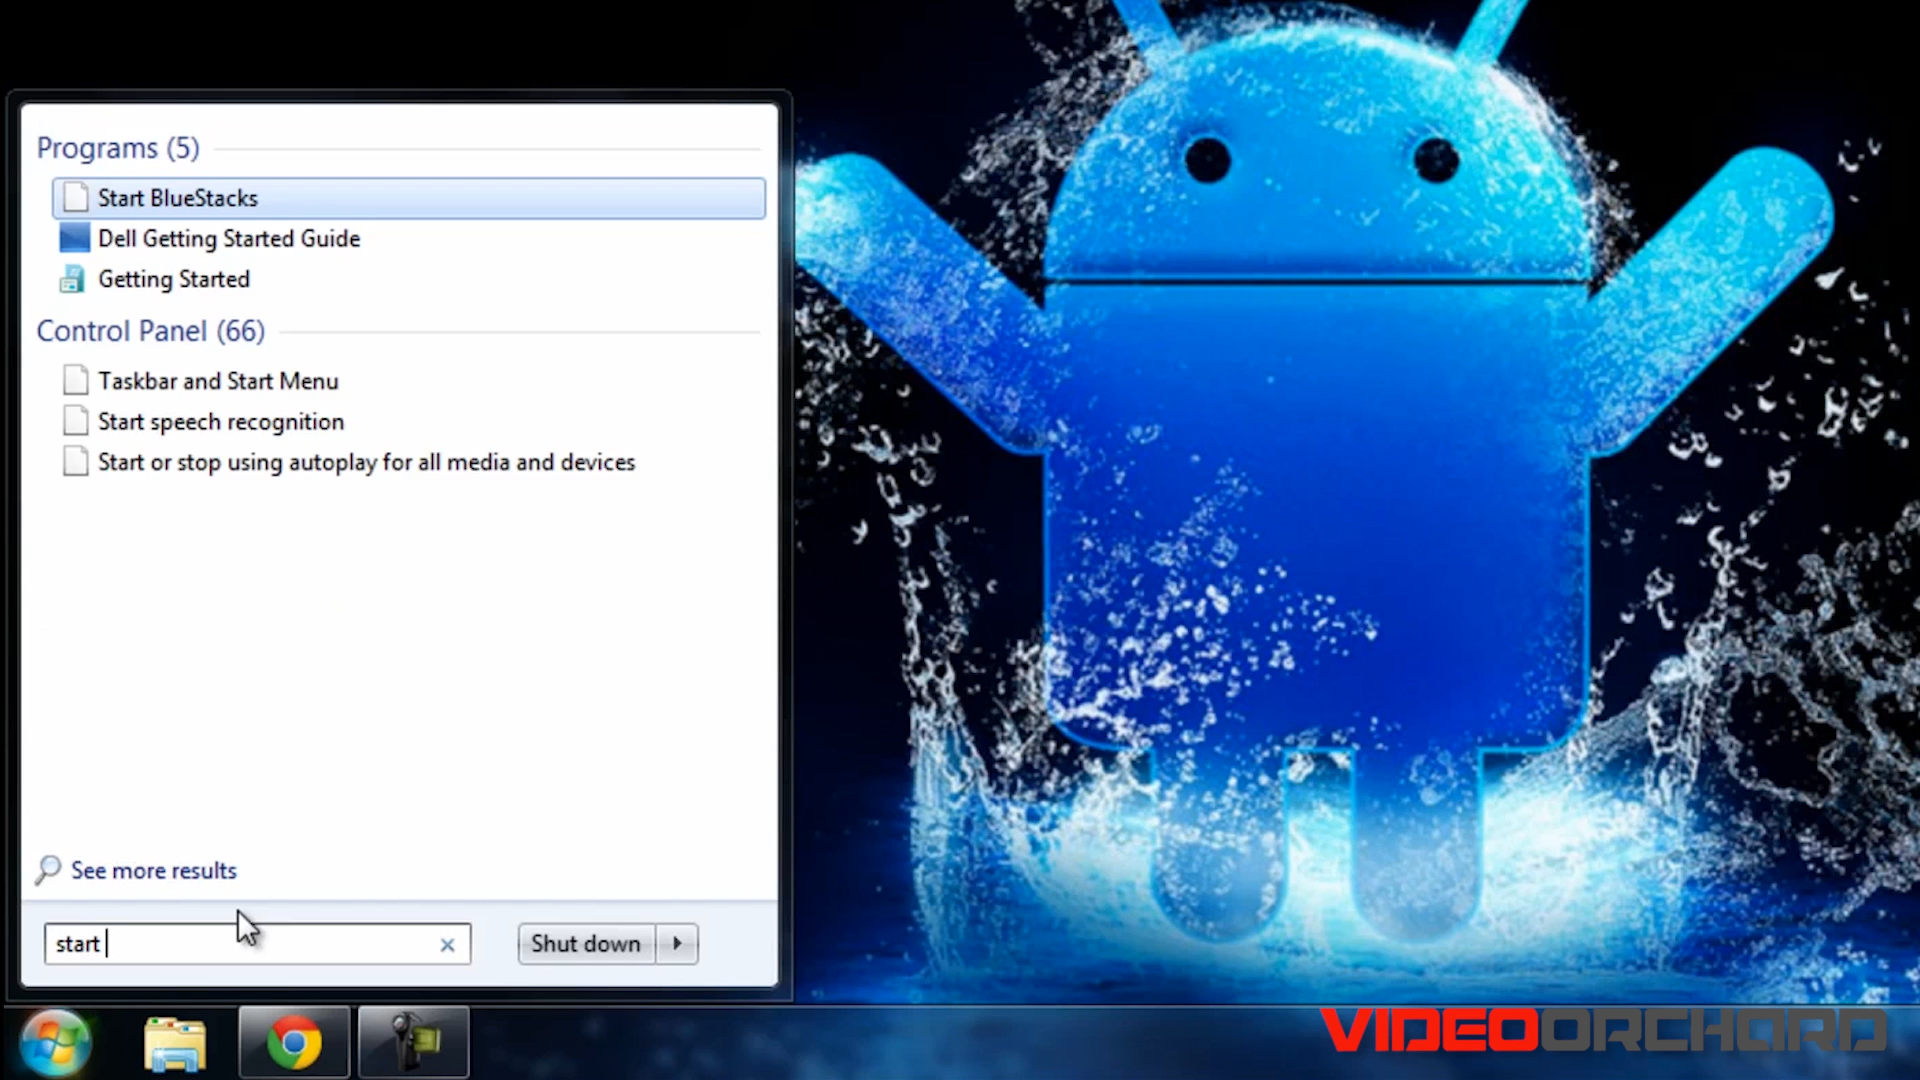 Programs (5)
Start BlueStacks
Dell Getting Started Guide
Getting Started
Control Panel (66)
Taskbar and Start Menu
Start speech recognition
Start or stop using autoplay for all media and devices
See more results
start
Shut down
VIDEOORCHARD